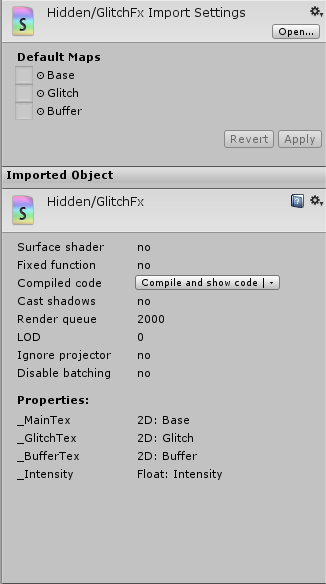 Hidden/GlitchFx Import Settings
Open...
Default Maps
Base
Glitch
Buffer
Revert Apply
Imported Object
Hidden/GlitchFx
Surface shader no
Fixed function no
Compiled code Compile and show code
Cast shadows no
Render queue 2000
LOD 0
Ignore projector no
Disable batching no
Properties:
_MainTex 2D: Base
_GlitchTex 2D: Glitch
_BufferTex 2D: Buffer
_Intensity Float: Intensity